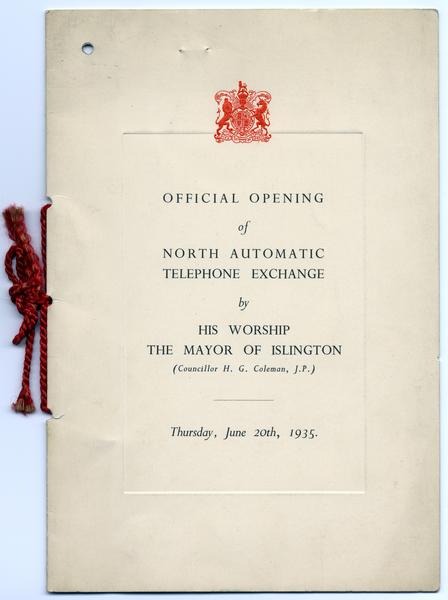 OFFICIAL OPENING
of
NORTH AUTOMATIC
TELEPHONE EXCHANGE
by
HIS WORSHIP
THE MAYOR OF ISLINGTON
(Councillor H. G. Coleman, J.P.)
Thursday, June 20th, 1935.